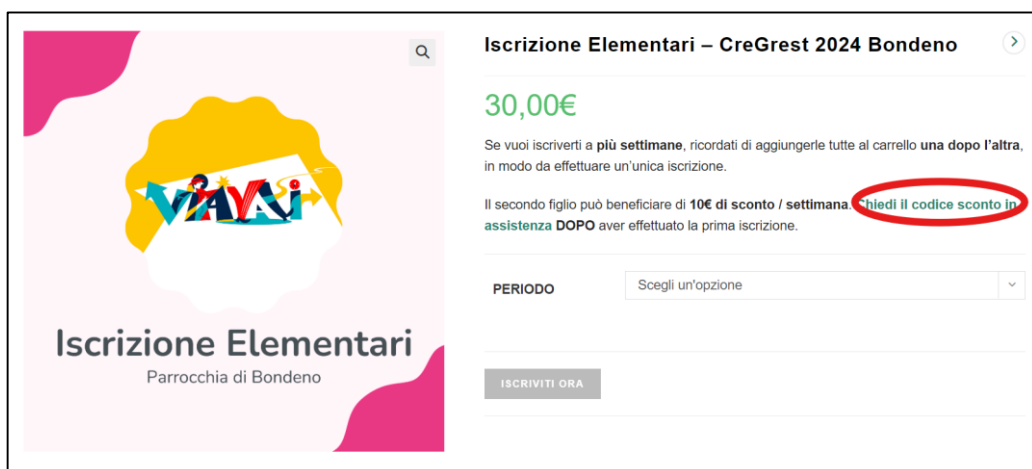 Iscrizione Elementari – CreGrest 2024 Bondeno
30,00€
Se vuoi iscriverti a più settimane, ricordati di aggiungerle tutte al carrello una dopo l'altra,
in modo da effettuare un'unica iscrizione.
Il secondo figlio può beneficiare di 10€ di sconto / settimana. Chiedi il codice sconto in
assistenza DOPO aver effettuato la prima iscrizione.
PERIODO
Scegli un'opzione
ISCRIVITI ORA
VIAVAI
Iscrizione Elementari
Parrocchia di Bondeno